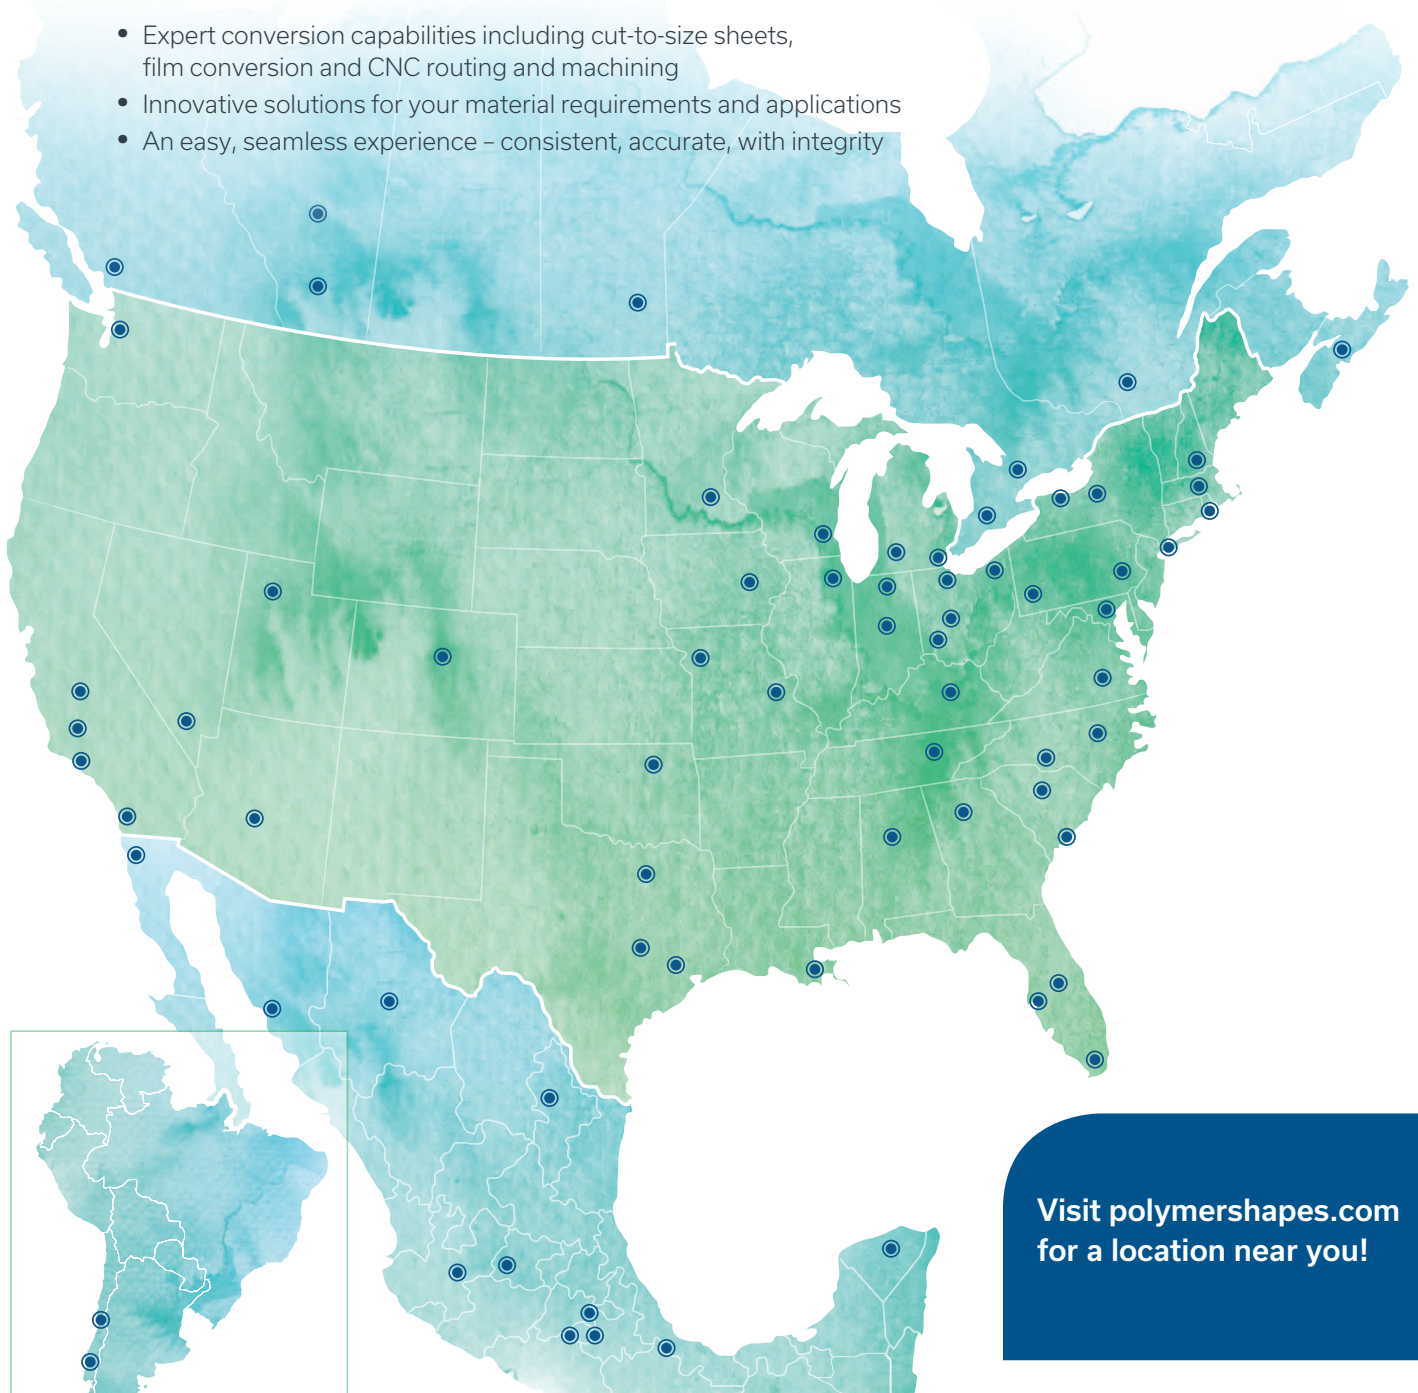 • Expert conversion capabilities including cut-to-size sheets,
film conversion and CNC routing and machining
• Innovative solutions for your material requirements and applications
• An easy, seamless experience – consistent, accurate, with integrity
Visit polymershapes.com
for a location near you!